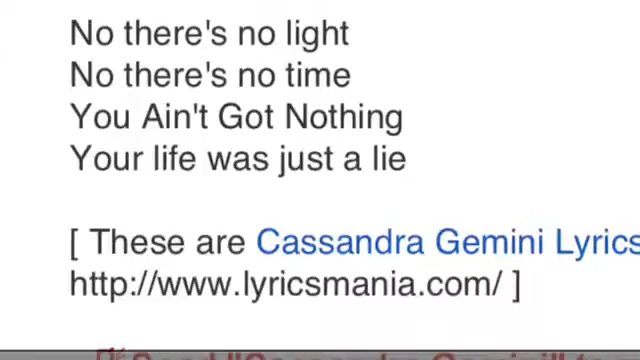 No there's no light
No there's no time
You Ain't Got Nothing
Your life was just a lie
[ These are Cassandra Gemini Lyrics
http://www.lyricsmania.com/ ]